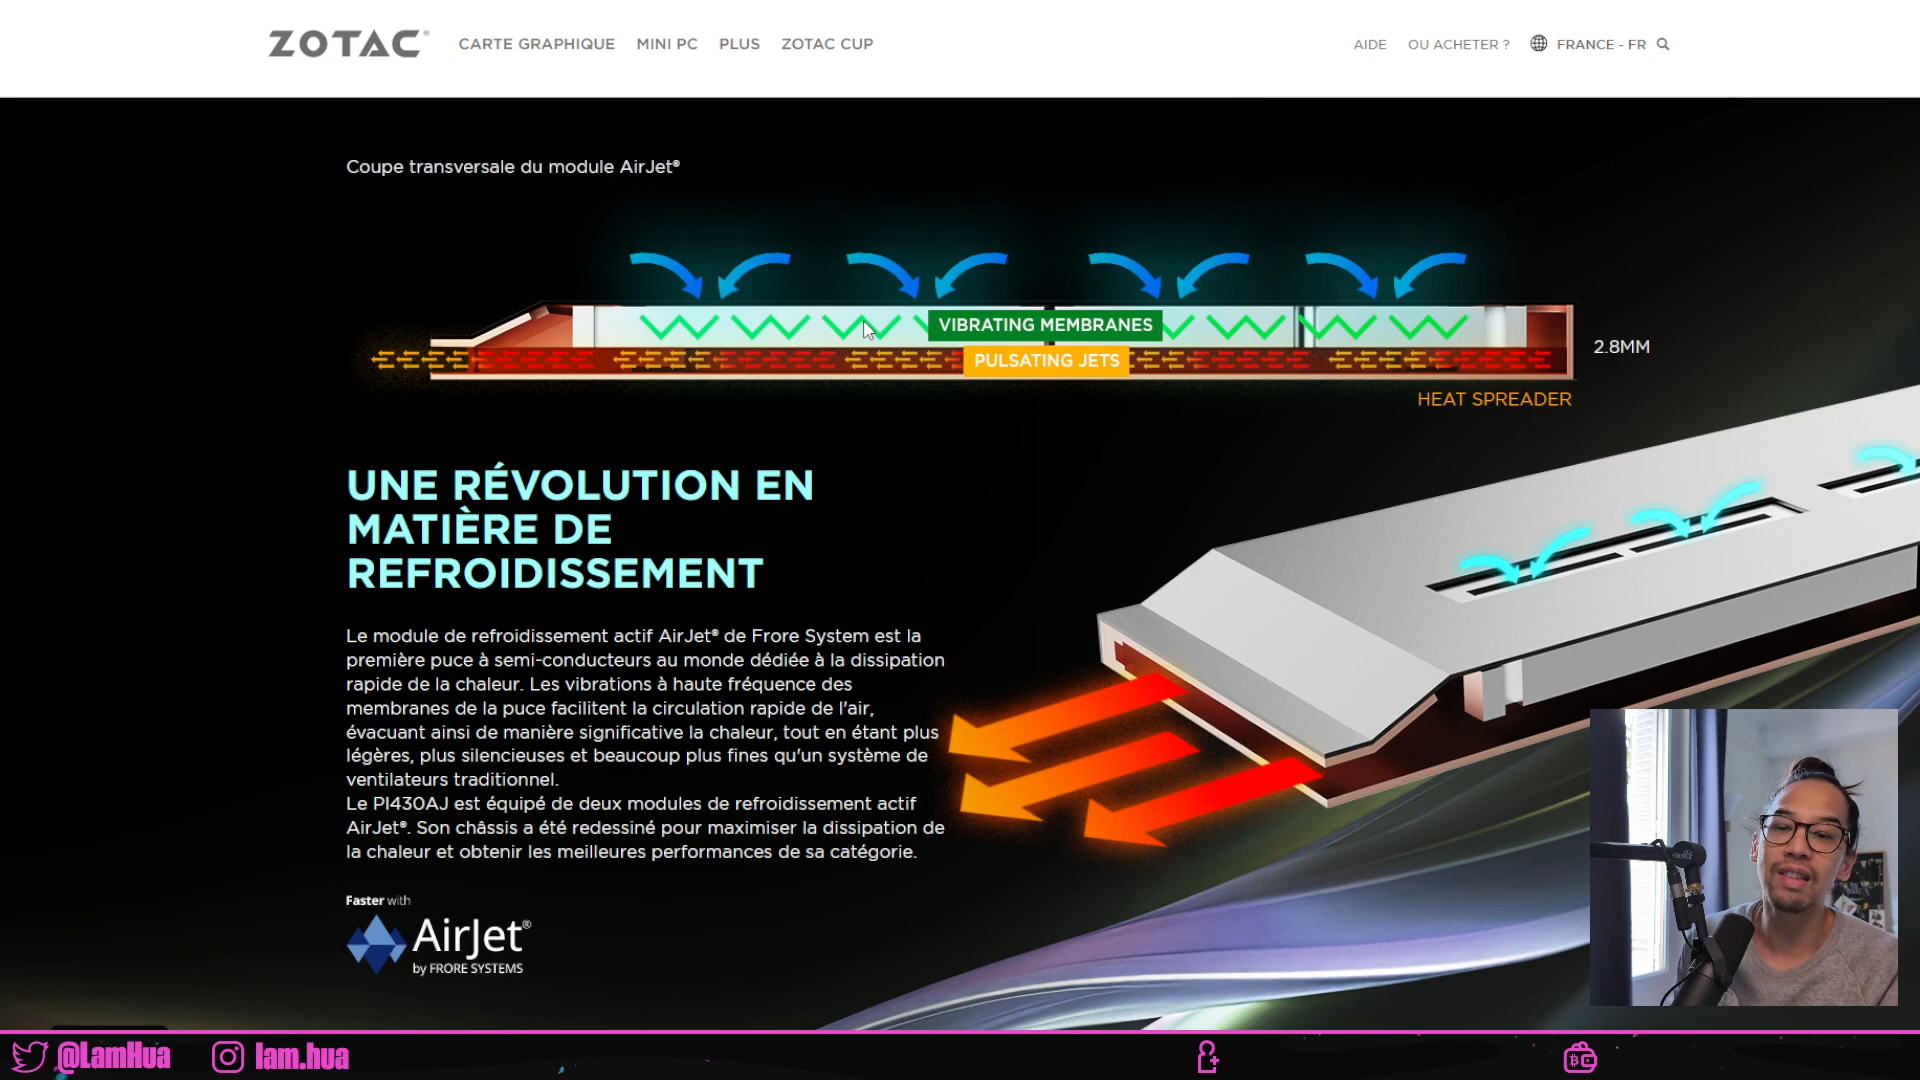 ZOTAC®
CARTE GRAPHIQUE MINI PC PLUS ZOTAC CUP
AIDE OU ACHETER ? FRANCE - FR
Coupe transversale du module AirJet®
VIBRATING MEMBRANES
PULSATING JETS
2.8MM
HEAT SPREADER
UNE RÉVOLUTION EN
MATIÈRE DE
REFROIDISSEMENT
Le module de refroidissement actif AirJet® de Frore System est la
première puce à semi-conducteurs au monde dédiée à la dissipation
rapide de la chaleur. Les vibrations à haute fréquence des
membranes de la puce facilitent la circulation rapide de l'air,
évacuant ainsi de manière significative la chaleur, tout en étant plus
légères, plus silencieuses et beaucoup plus fines qu'un système de
ventilateurs traditionnel.
Le PI430AJ est équipé de deux modules de refroidissement actif
AirJet®. Son châssis a été redessiné pour maximiser la dissipation de
la chaleur et obtenir les meilleures performances de sa catégorie.
Faster with
AirJet®
by FRORE SYSTEMS
@LamHua lam.hua